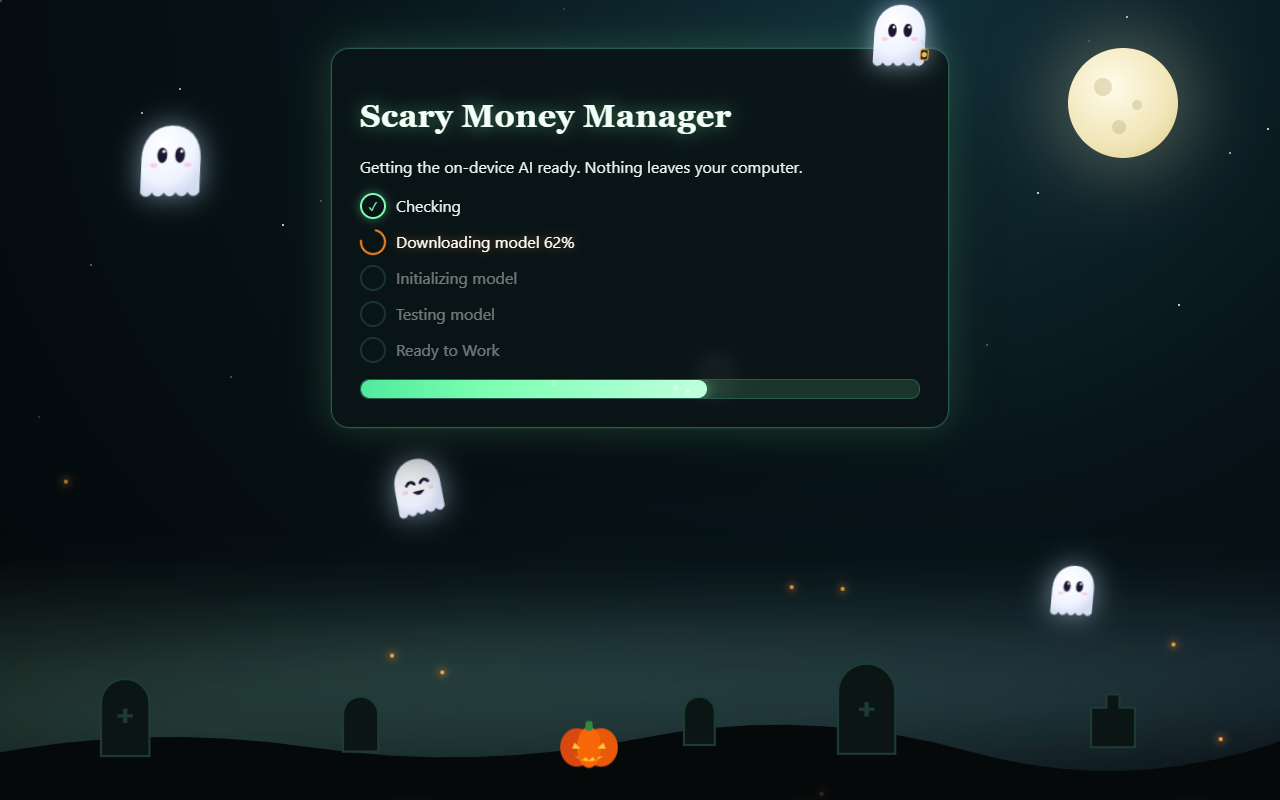 Scary Money Manager
Getting the on-device AI ready. Nothing leaves your computer.
Checking
Downloading model 62%
Initializing model
Testing model
Ready to Work